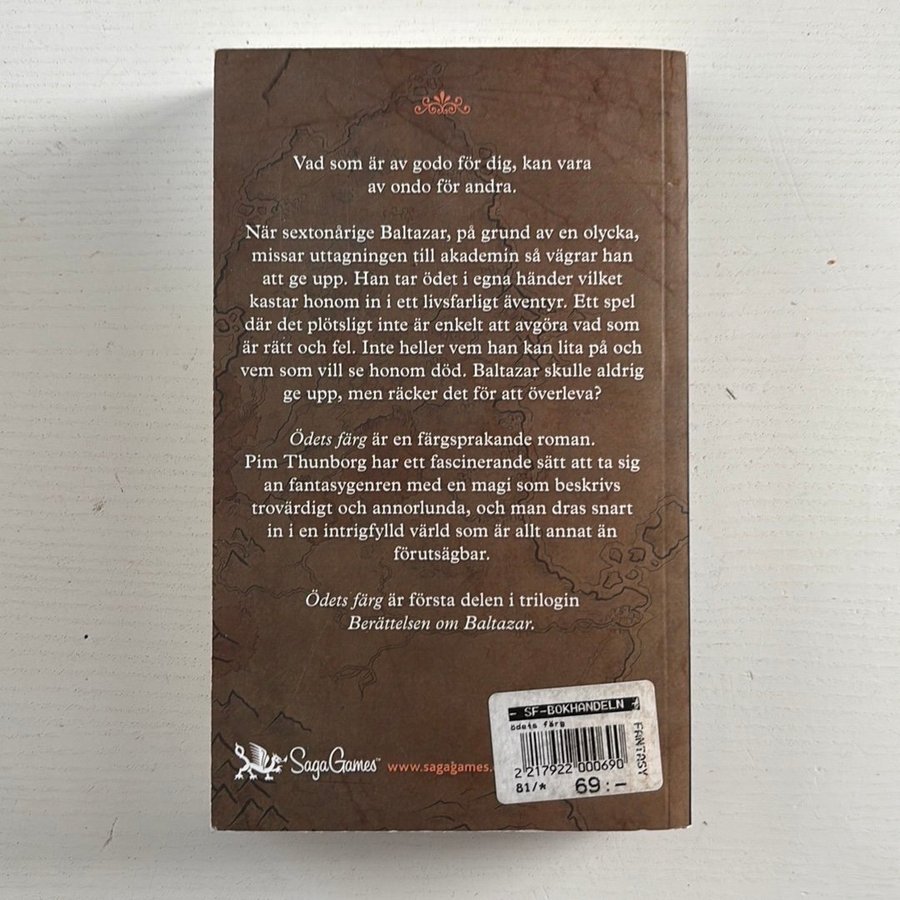 Vad som är av godo för dig, kan vara
av ondo för andra.
När sextonårige Baltazar, på grund av en olycka,
missar uttagningen till akademin så vägrar han
att ge upp. Han tar ödet i egna händer vilket
kastar honom in i ett livsfarligt äventyr. Ett spel
där det plötsligt inte är enkelt att avgöra vad som
är rätt och fel. Inte heller vem han kan lita på och
vem som vill se honom död. Baltazar skulle aldrig
ge upp, men räcker det för att överleva?
Ödets färg är en färgsprakande roman.
Pim Thunborg har ett fascinerande sätt att ta sig
an fantasygenren med en magi som beskrivs
trovärdigt och annorlunda, och man dras snart
in i en intrigfylld värld som är allt annat än
förutsägbar.
Ödets färg är första delen i trilogin
Berättelsen om Baltazar.
SagaGames™ www.sagagames.
- SF-BOKHANDELN -
ödets färg
FANTASY
2 217922 000690
81/* 69:-